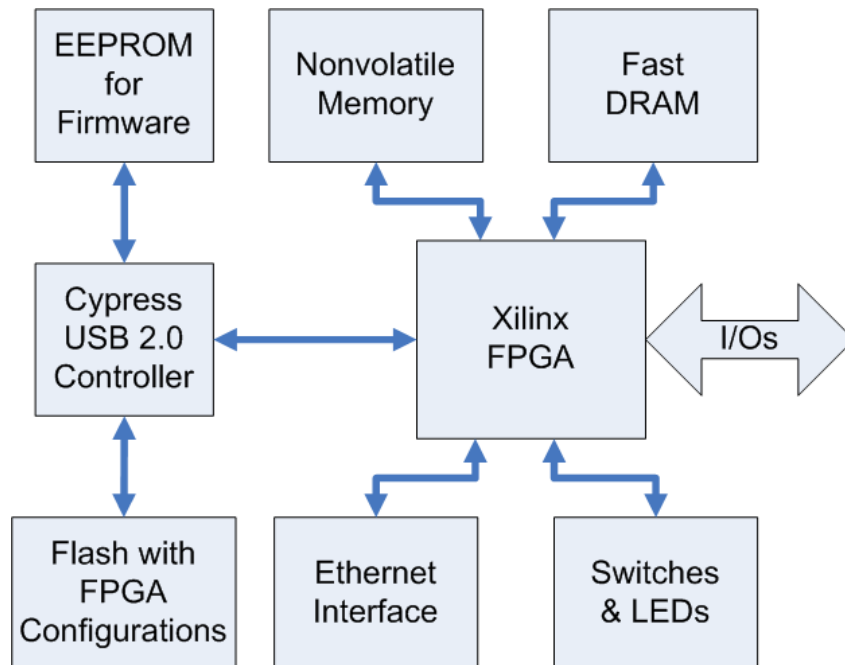 EEPROM
for
Firmware
Nonvolatile
Memory
Fast
DRAM
Cypress
USB 2.0
Controller
Xilinx
FPGA
I/Os
Flash with
FPGA
Configurations
Ethernet
Interface
Switches
& LEDs